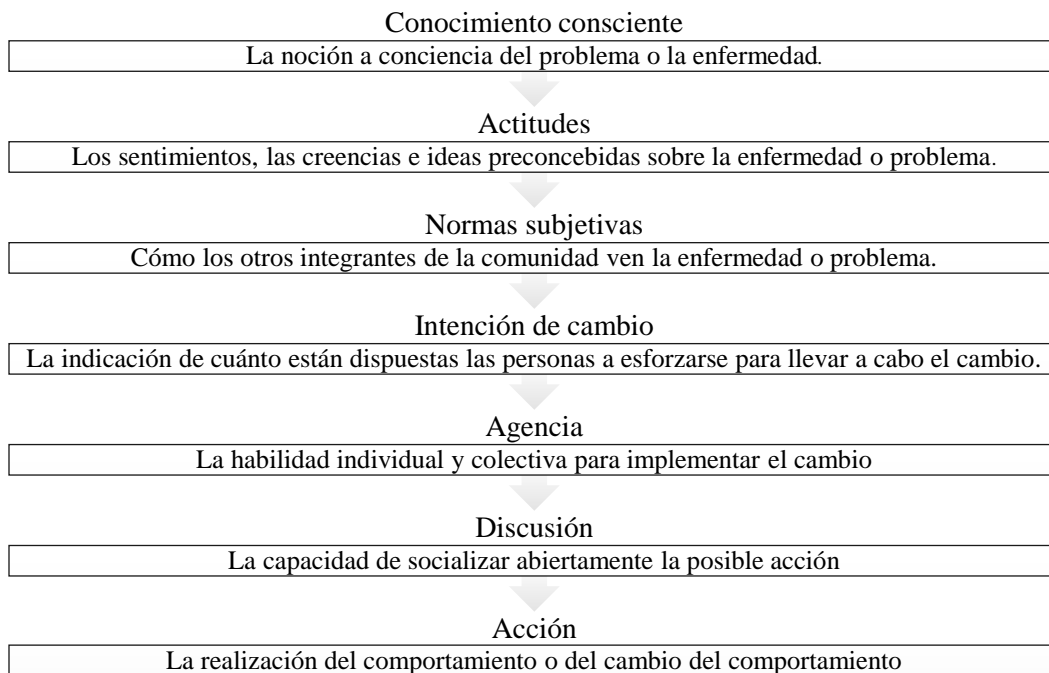 Conocimiento consciente
La noción a conciencia del problema o la enfermedad.
Actitudes
Los sentimientos, las creencias e ideas preconcebidas sobre la enfermedad o problema.
Normas subjetivas
Cómo los otros integrantes de la comunidad ven la enfermedad o problema.
Intención de cambio
La indicación de cuánto están dispuestas las personas a esforzarse para llevar a cabo el cambio.
Agencia
La habilidad individual y colectiva para implementar el cambio
Discusión
La capacidad de socializar abiertamente la posible acción
Acción
La realización del comportamiento o del cambio del comportamiento